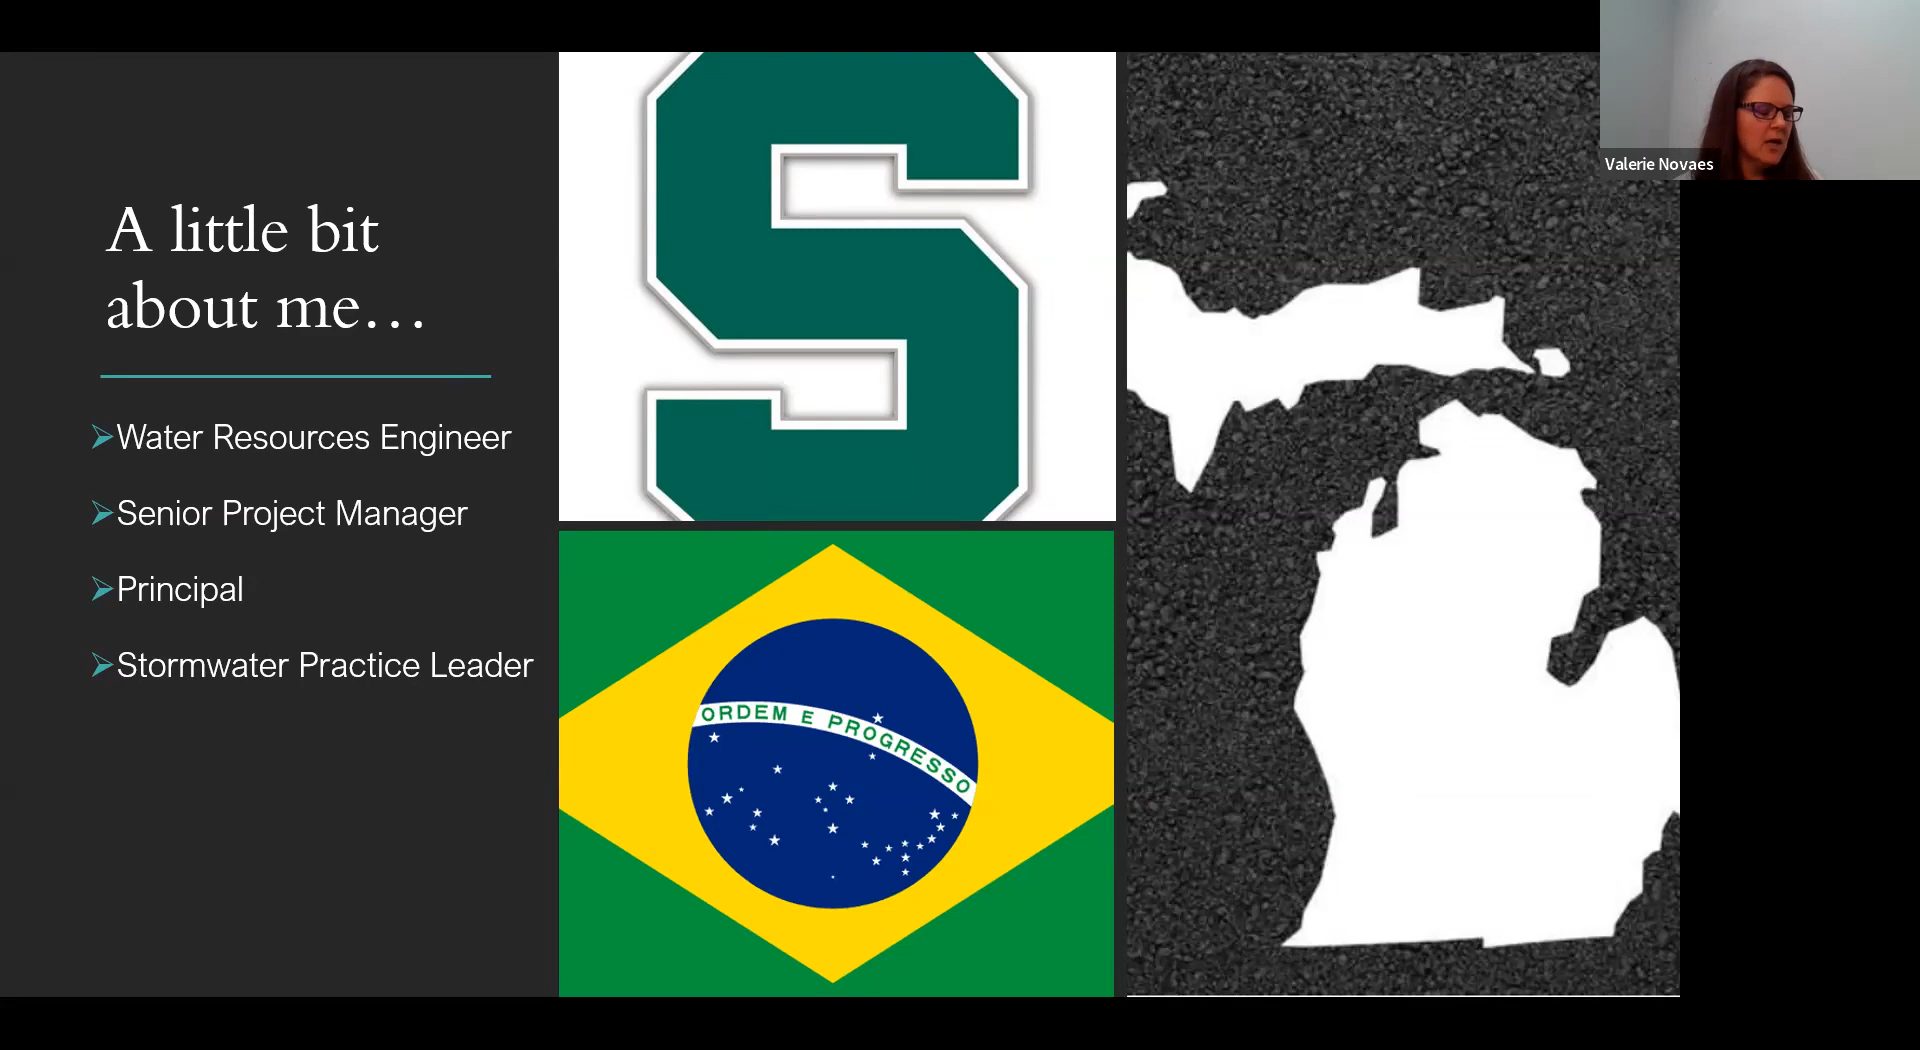 A little bit
about me…
Water Resources Engineer
Senior Project Manager
Principal
Stormwater Practice Leader
S
ORDEM E PROGRESSO
Valerie Novaes